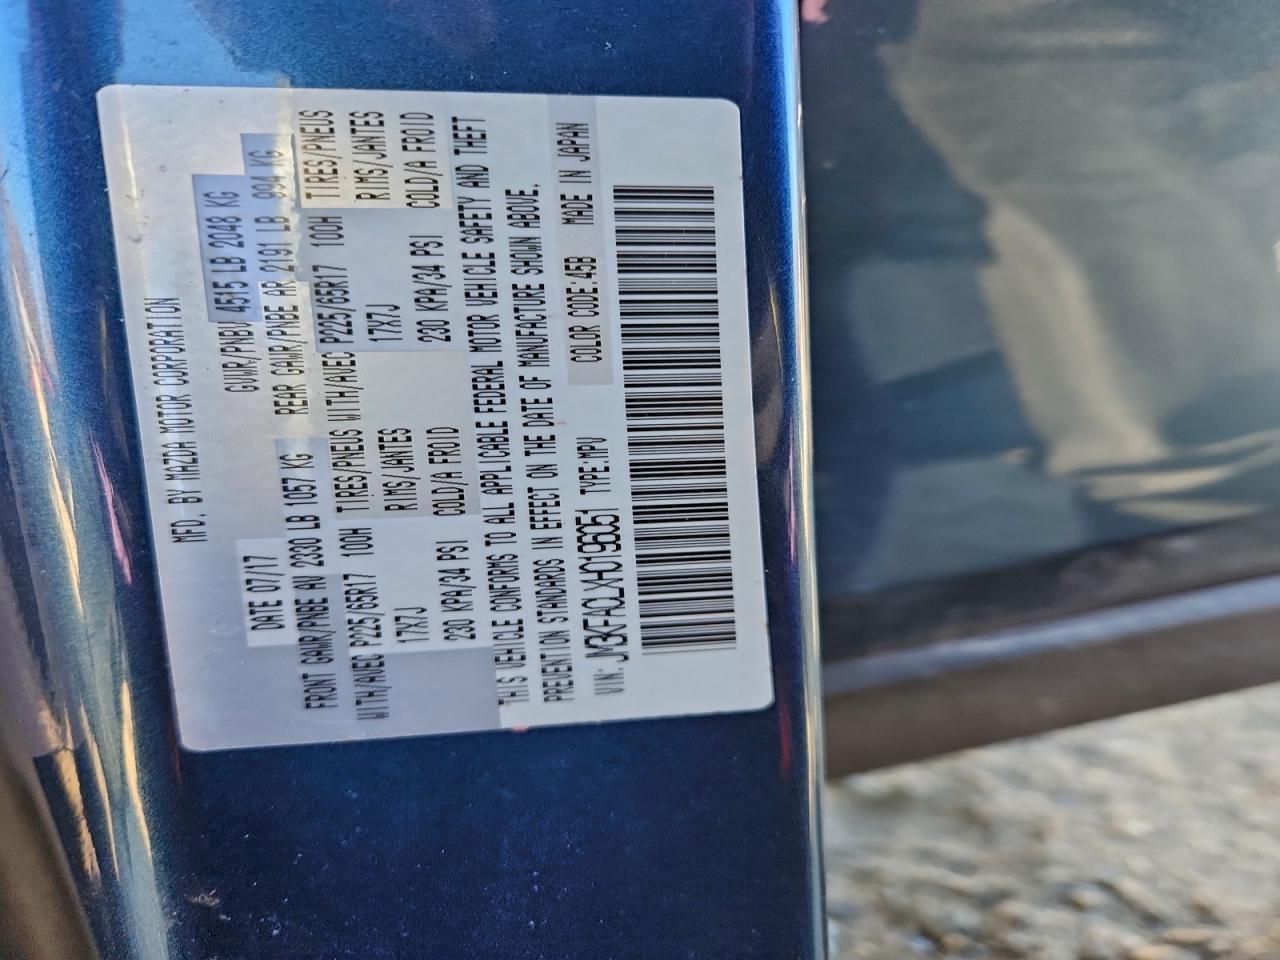 MFD. BY MAZDA MOTOR CORPORATION
DATE 07/17 GVWR/PNBV 4515 LB 2048 KG
FRONT GAWR/PNBE AV 2330 LB 1057 KG REAR GAWR/PNBE AR 2191 LB 994 KG
WITH/AVEC P225/65R17 100H TIRES/PNEUS WITH/AVEC P225/65R17 100H TIRES/PNEUS
17X7J RIMS/JANTES 17X7J RIMS/JANTES
230 KPA/34 PSI COLD/A FROID 230 KPA/34 PSI COLD/A FROID
THIS VEHICLE CONFORMS TO ALL APPLICABLE FEDERAL MOTOR VEHICLE SAFETY AND THEFT
PREVENTION STANDARDS IN EFFECT ON THE DATE OF MANUFACTURE SHOWN ABOVE.
VIN: JM3KFACLXH0196051 TYPE:MPV COLOR CODE:45B MADE IN JAPAN